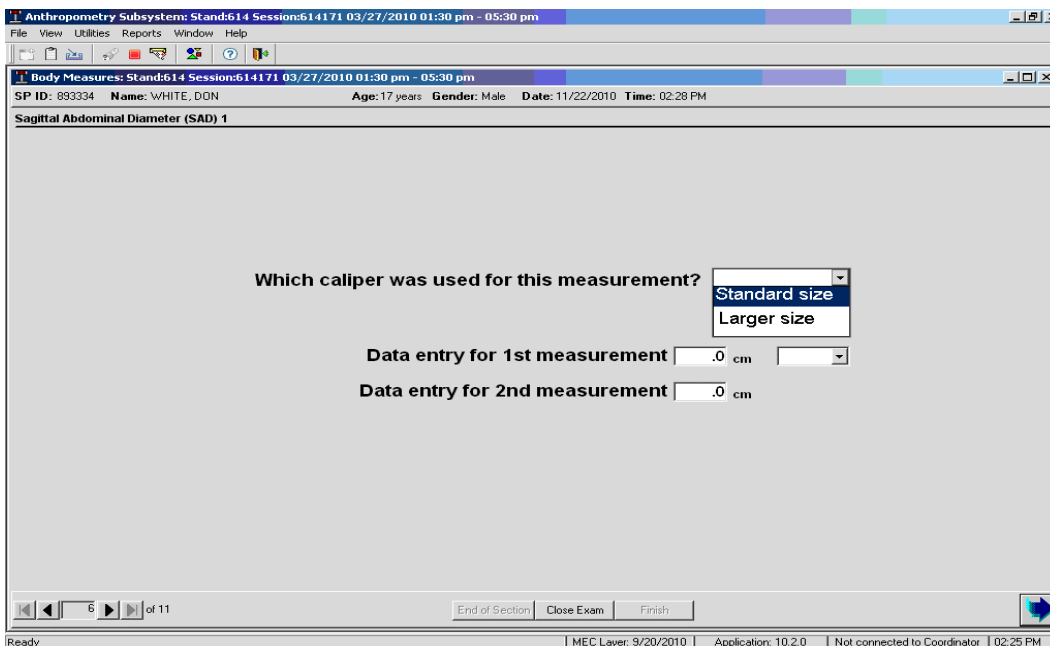 Anthropometry Subsystem: Stand:614 Session:614171 03/27/2010 01:30 pm - 05:30 pm
File View Utilities Reports Window Help
Body Measures: Stand:614 Session:614171 03/27/2010 01:30 pm - 05:30 pm
SP ID: 893334 Name: WHITE, DON Age: 17 years Gender: Male Date: 11/22/2010 Time: 02:28 PM
Sagittal Abdominal Diameter (SAD) 1
Which caliper was used for this measurement?
Standard size
Larger size
Data entry for 1st measurement .0 cm
Data entry for 2nd measurement .0 cm
6 of 11 End of Section Close Exam Finish
Ready MEC Layer: 9/20/2010 Application: 10.2.0 Not connected to Coordinator 02:25 PM